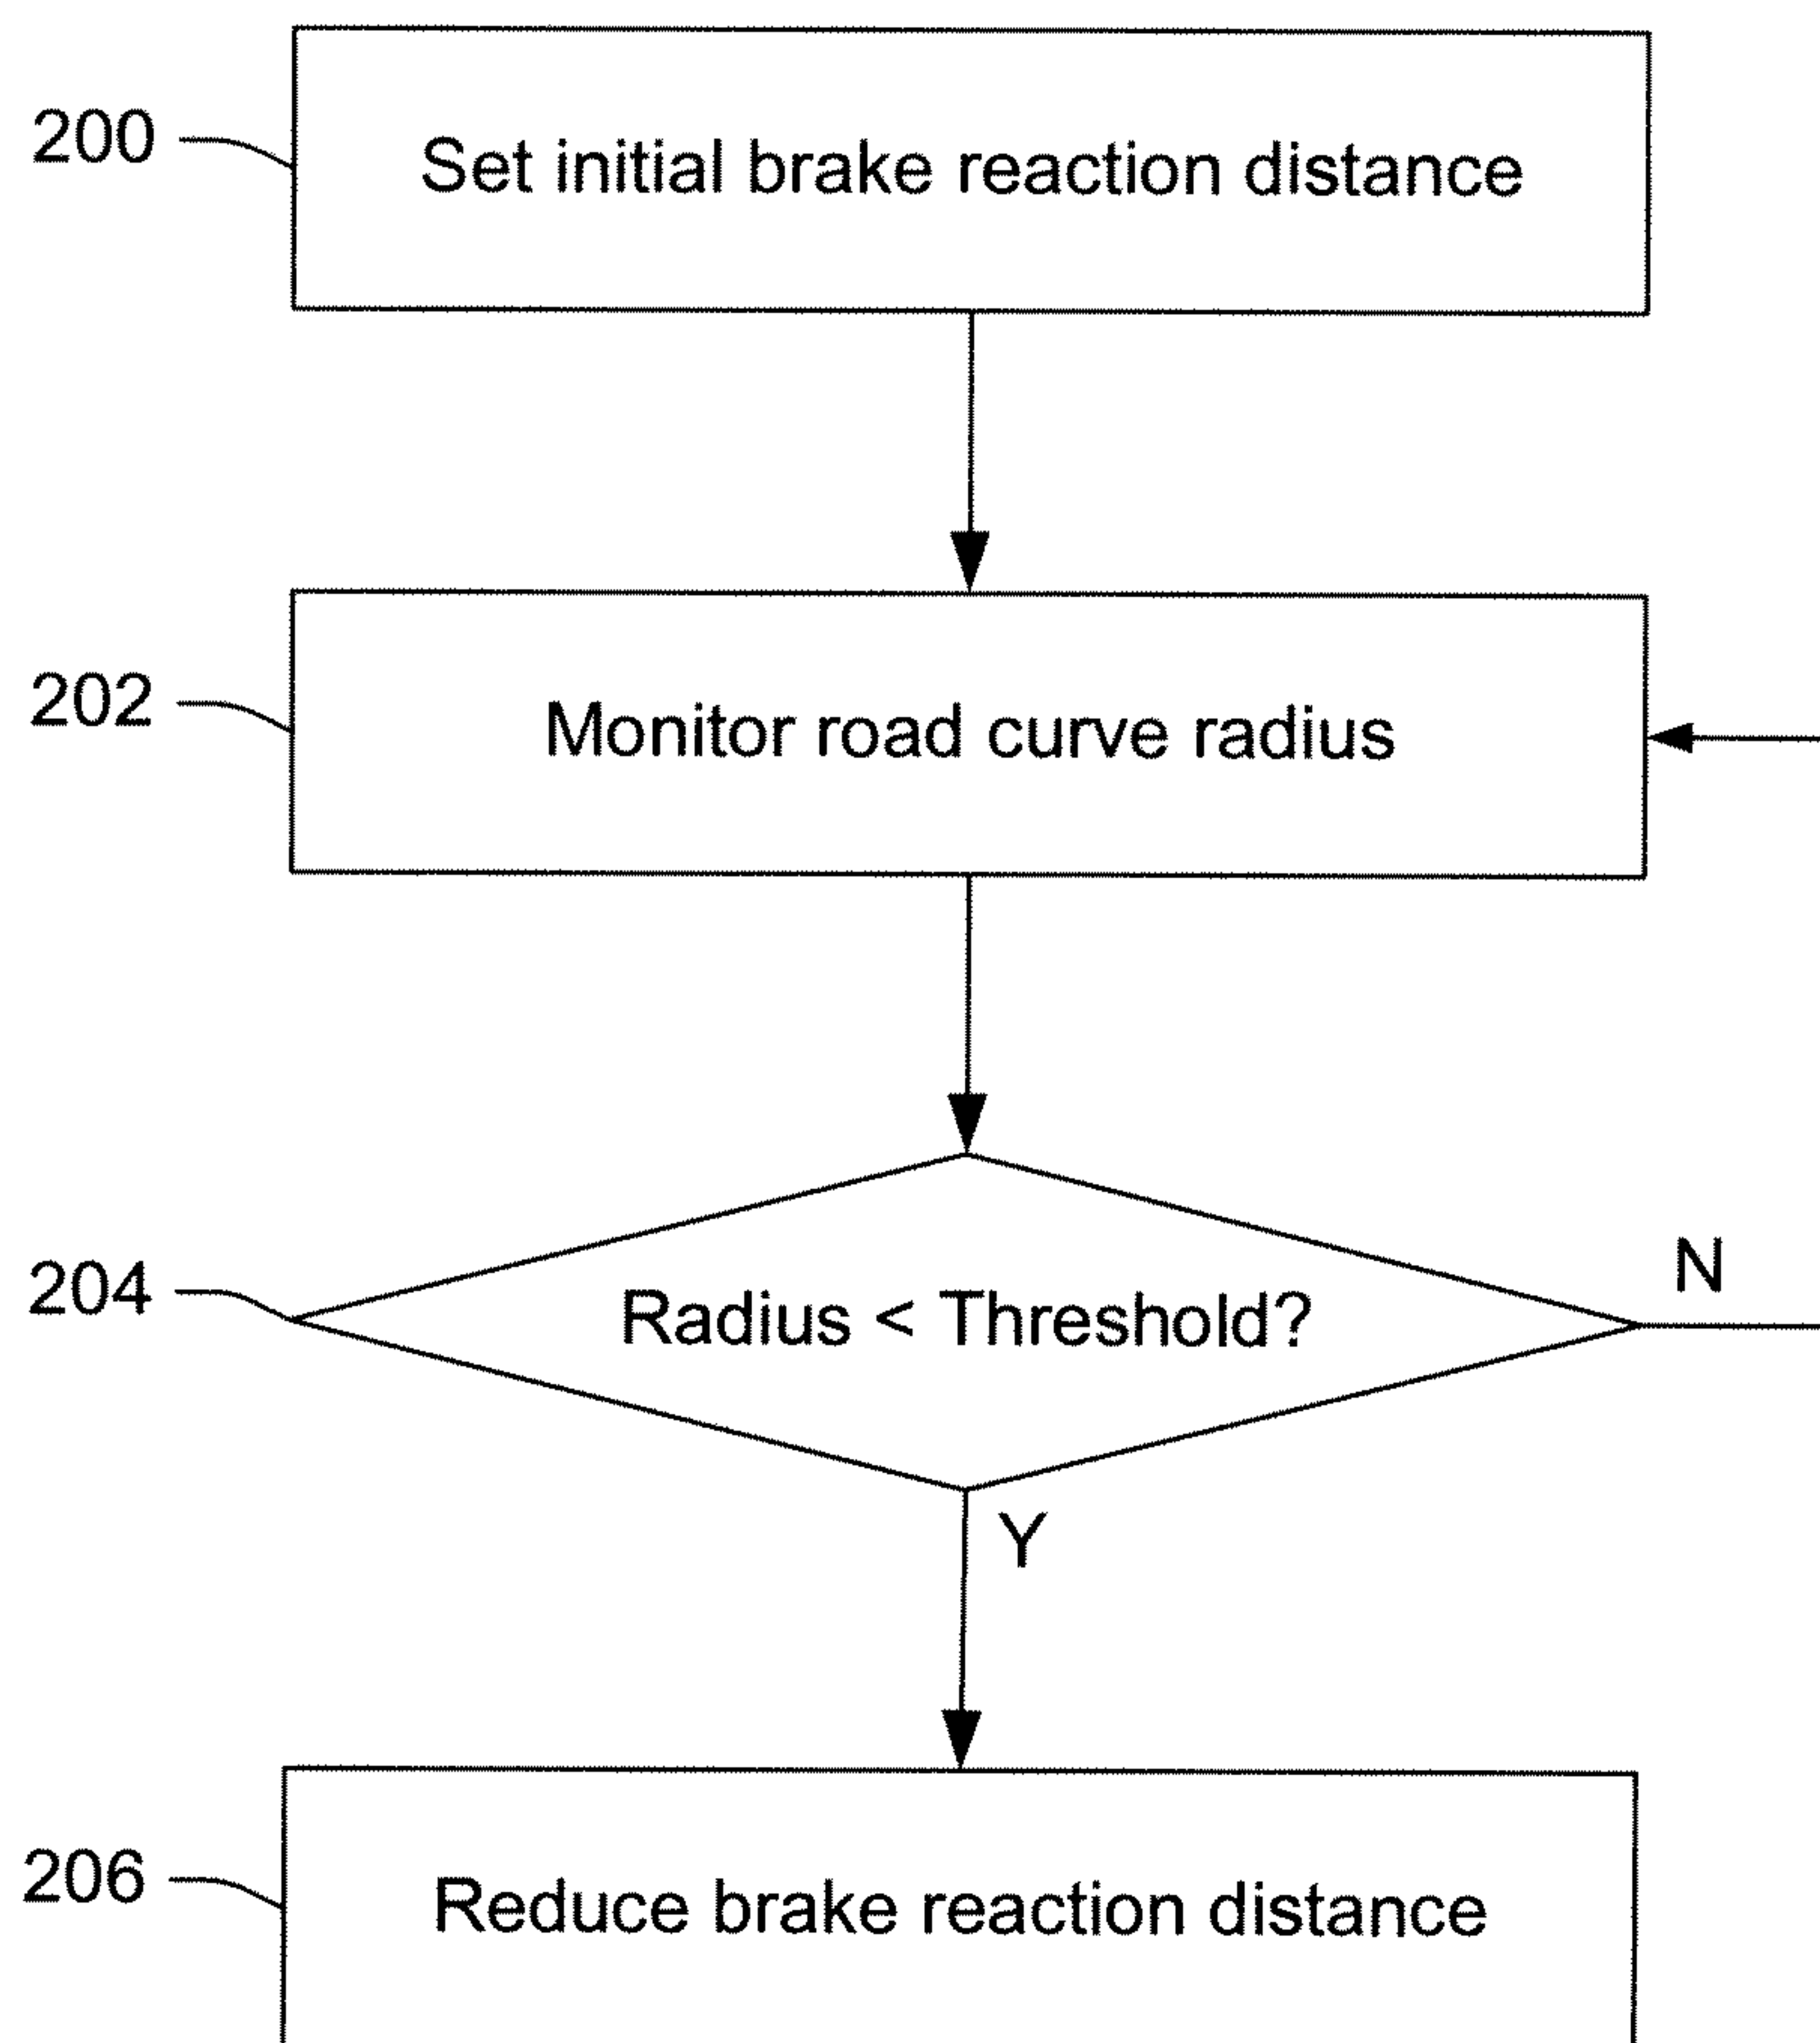 200
Set initial brake reaction distance
202
Monitor road curve radius
204
Radius < Threshold?
N
Y
206
Reduce brake reaction distance